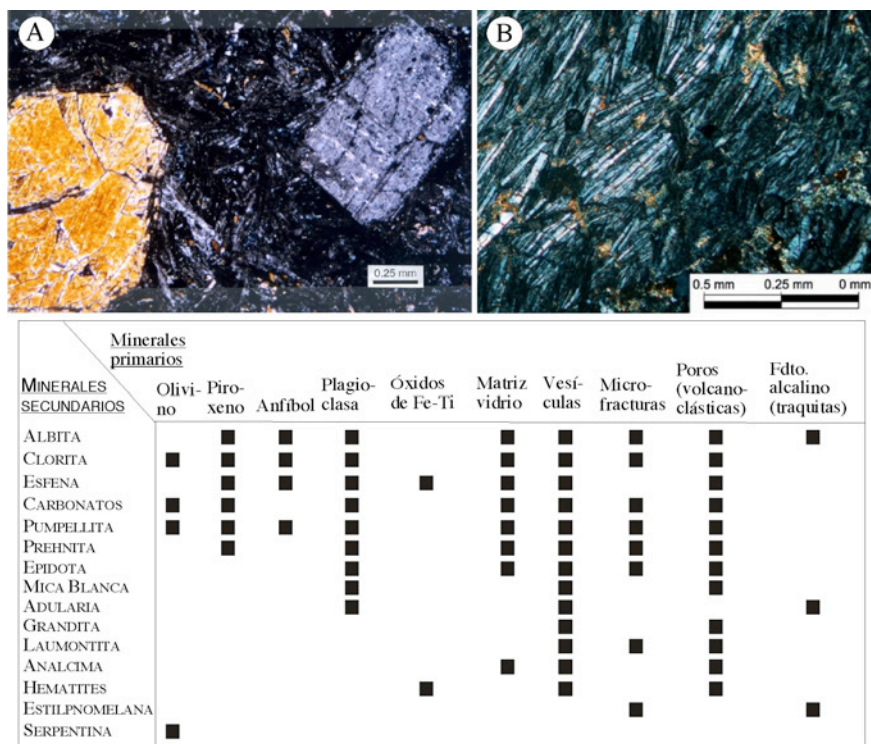 A
B
0.25 mm
0.5 mm 0.25 mm 0 mm
Minerales
primarios
MINERALES
SECUNDARIOS
Olivi-
no
Piro-
xeno
Anfíbol
Plagio-
clasa
Óxidos
de Fe-Ti
Matriz
vidrio
Vesí-
culas
Micro-
fracturas
Poros
(volcano-
clásticas)
Fdto.
alcalino
(traquitas)
ALBITA
CLORITA
ESFENA
CARBONATOS
PUMPELLITA
PREHNITA
EPIDOTA
MICA BLANCA
ADULARIA
GRANDITA
LAUMONTITA
ANALCIMA
HEMATITES
ESTILPNOMELANA
SERPENTINA